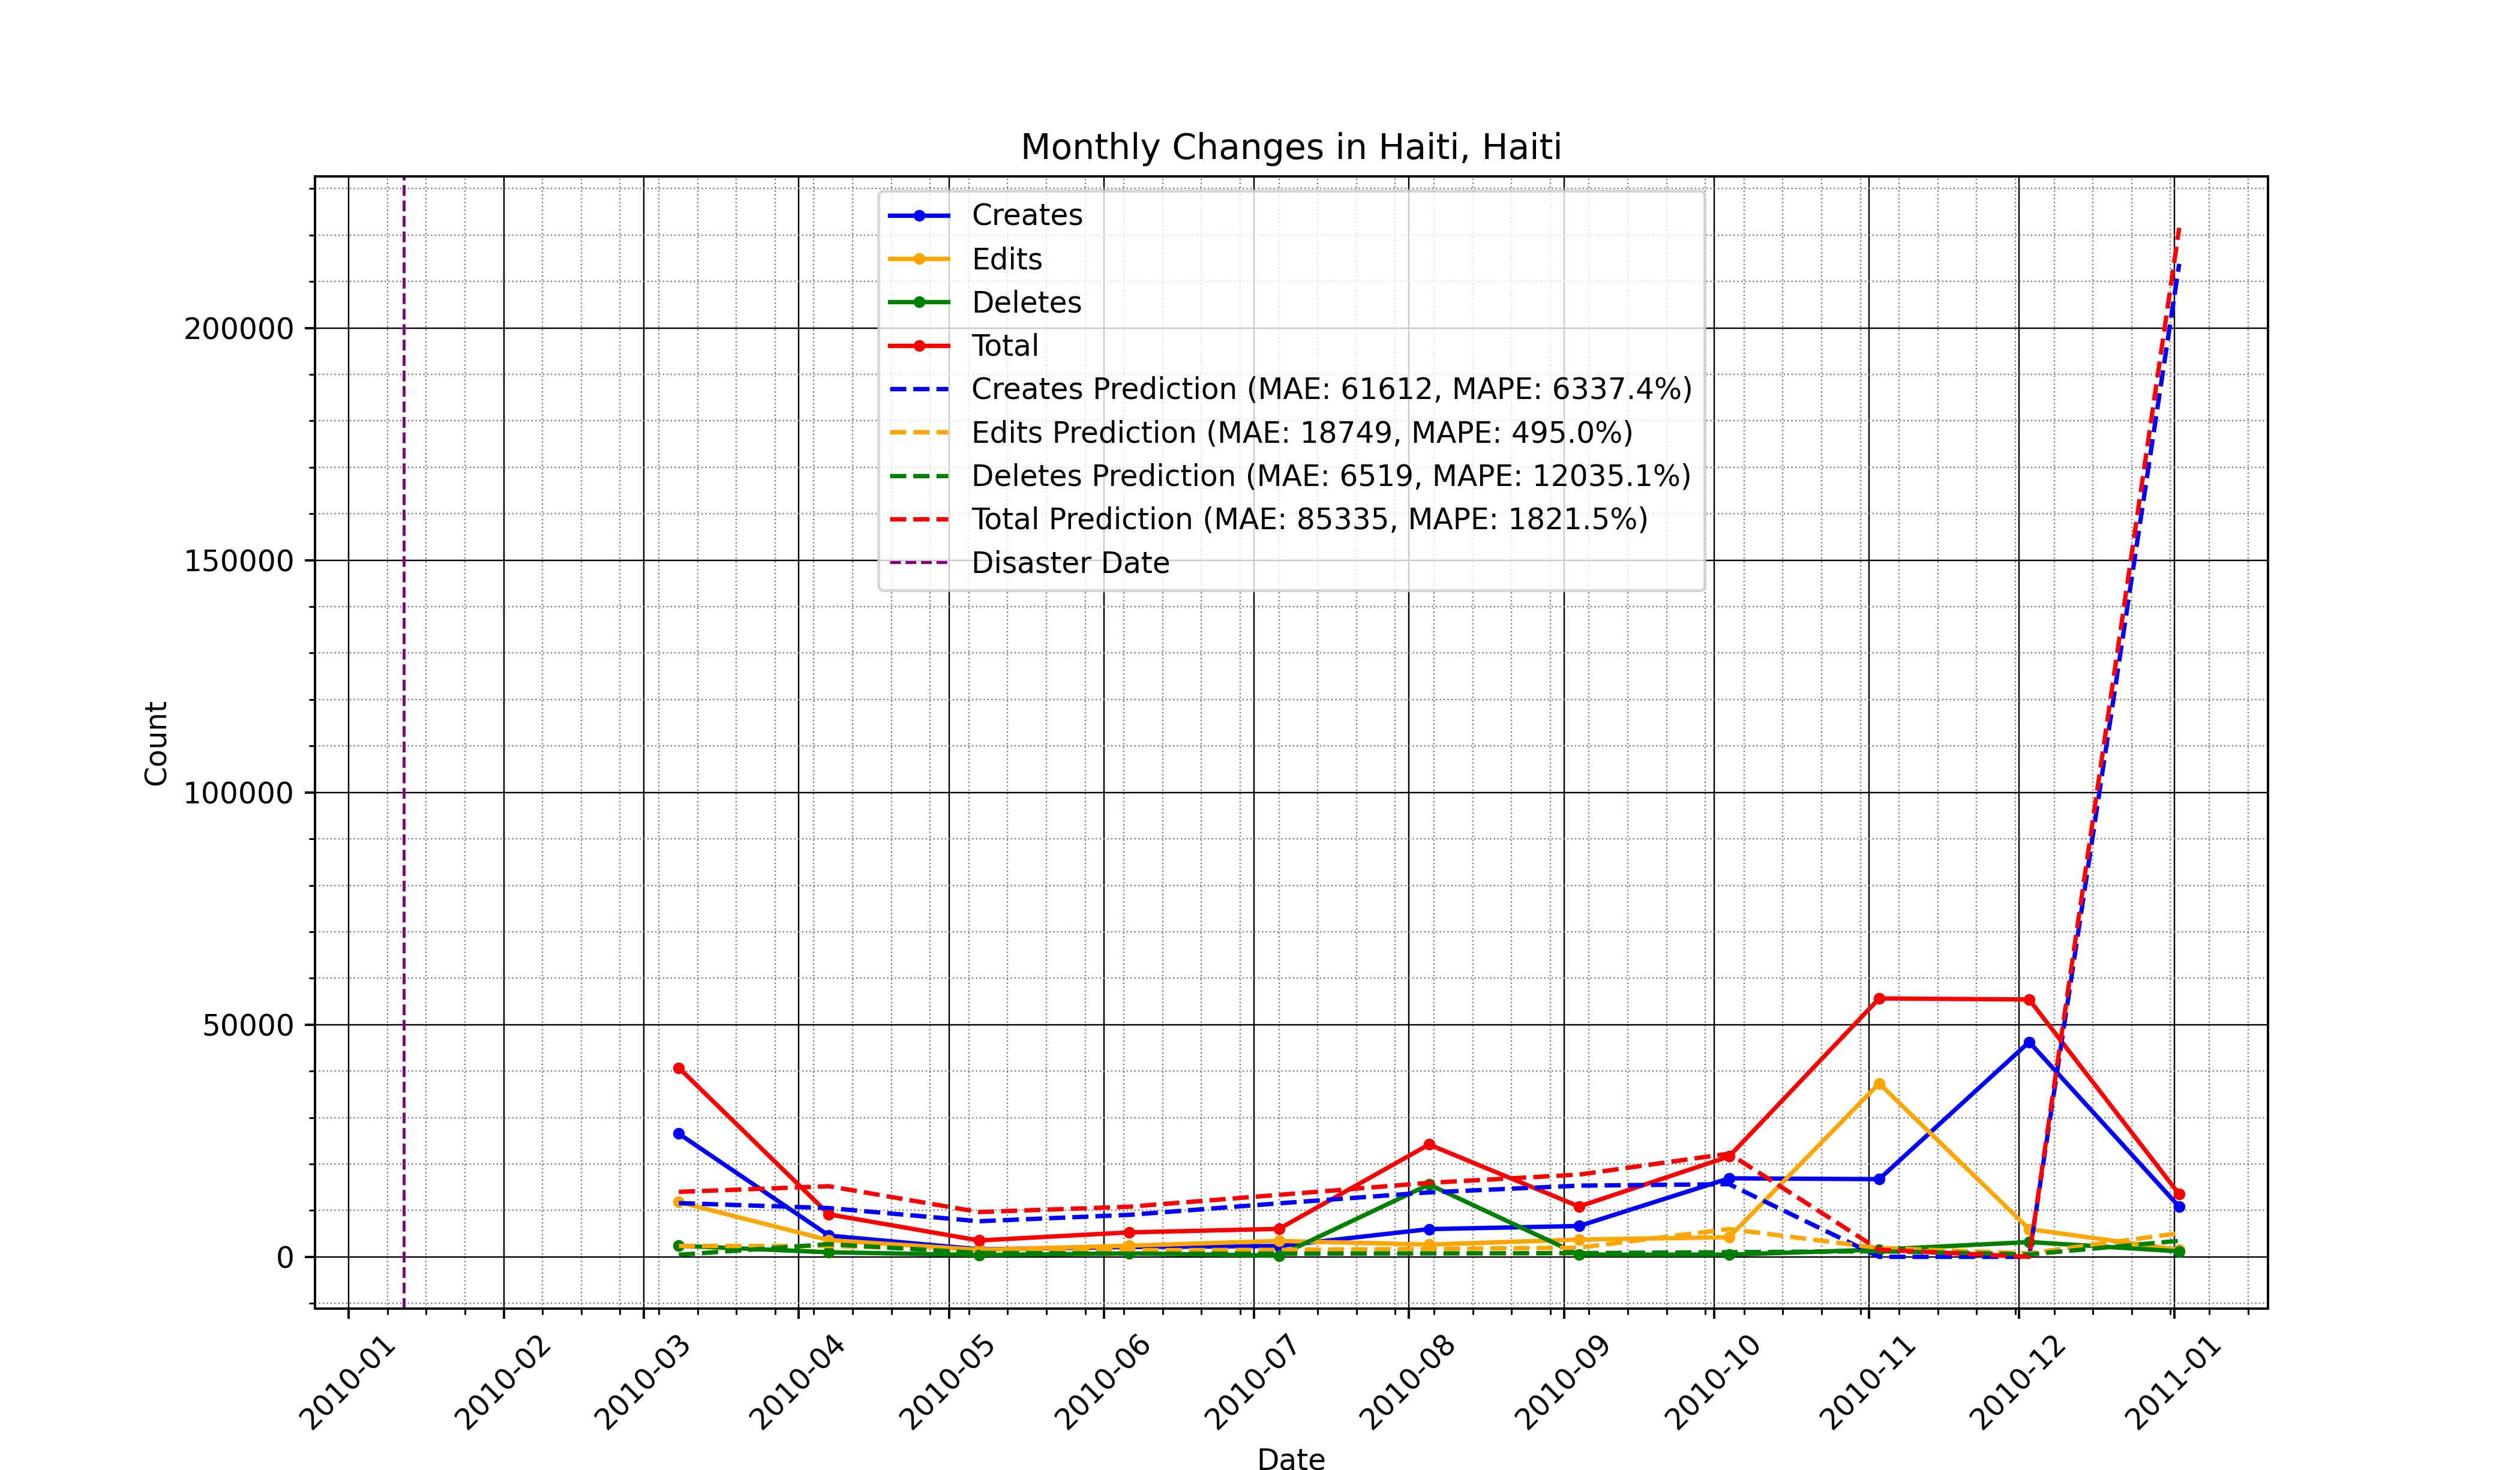 Monthly Changes in Haiti, Haiti
Creates
Edits
Deletes
Total
Creates Prediction (MAE: 61612, MAPE: 6337.4%)
Edits Prediction (MAE: 18749, MAPE: 495.0%)
Deletes Prediction (MAE: 6519, MAPE: 12035.1%)
Total Prediction (MAE: 85335, MAPE: 1821.5%)
Disaster Date
200000
150000
100000
50000
0
Count
2010-01
2010-02
2010-03
2010-04
2010-05
2010-06
2010-07
2010-08
2010-09
2010-10
2010-11
2010-12
2011-01
Date